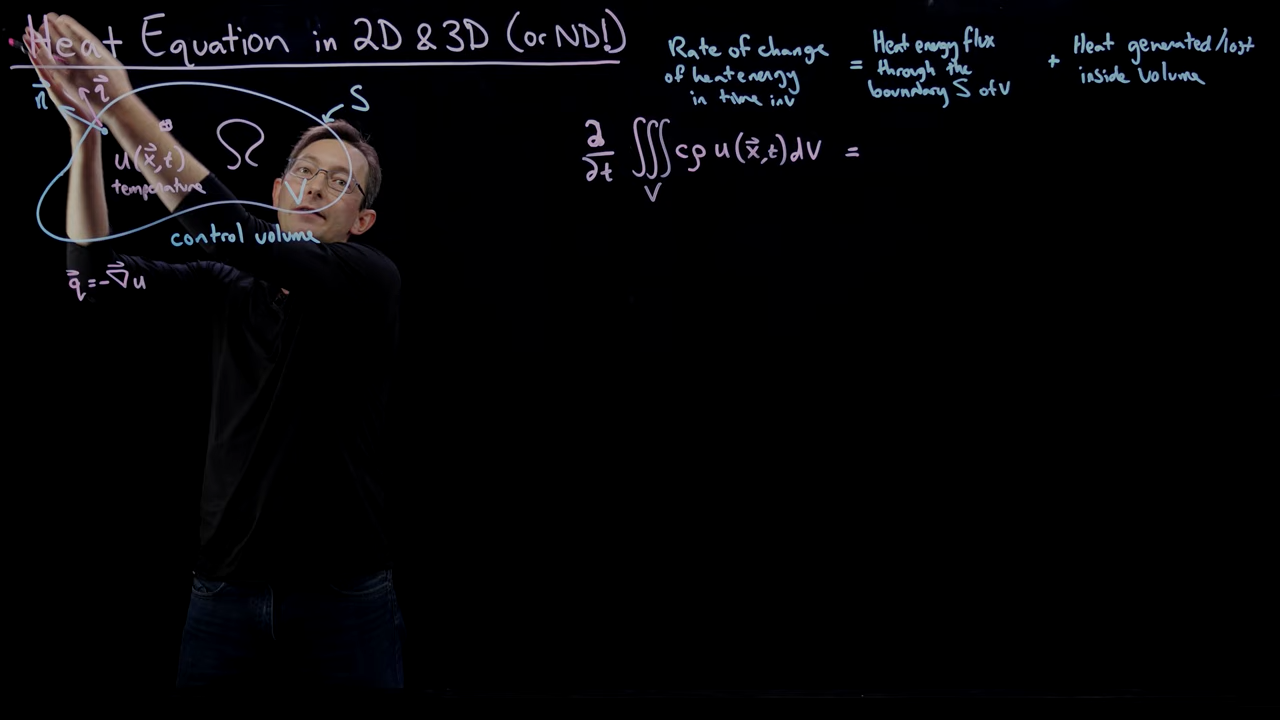 Heat Equation in 2D & 3D (or ND!)
Rate of change
of heat energy
in time in V
=
Heat energy flux
through the
boundary S of V
+
Heat generated/lost
inside volume
n⃗
q⃗
S
u(x⃗,t)
temperature
Ω
V
control volume
q⃗ = -∇⃗u
∂/∂t ∭_V cρ u(x⃗,t) dV =